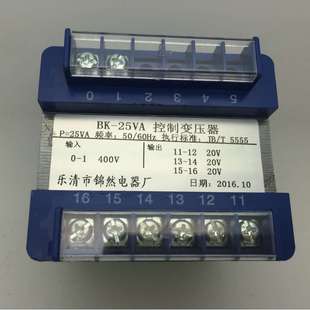 5 4 3 2 1 0
BK-25VA 控制变压器
P=25VA 频率: 50/60Hz 执行标准: JB/T 5555
输入 输出
0-1 400V
11-12 20V
13-14 20V
15-16 20V
乐清市锦然电器厂 日期: 2016.10
16 15 14 13 12 11